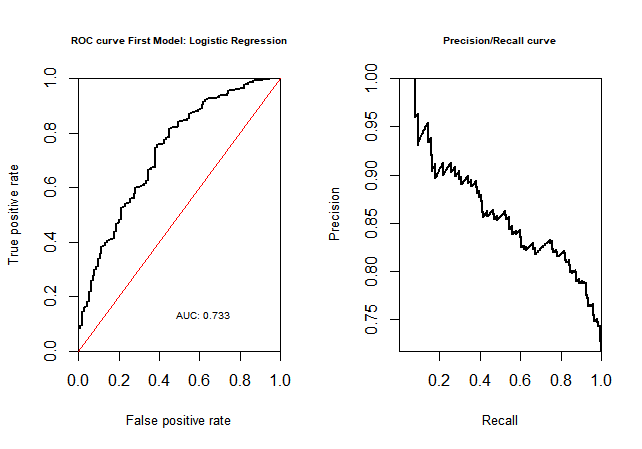 ROC curve First Model: Logistic Regression
True positive rate
0.0 0.2 0.4 0.6 0.8 1.0
AUC: 0.733
0.0 0.2 0.4 0.6 0.8 1.0
False positive rate
Precision/Recall curve
Precision
0.75 0.80 0.85 0.90 0.95 1.00
0.2 0.4 0.6 0.8 1.0
Recall